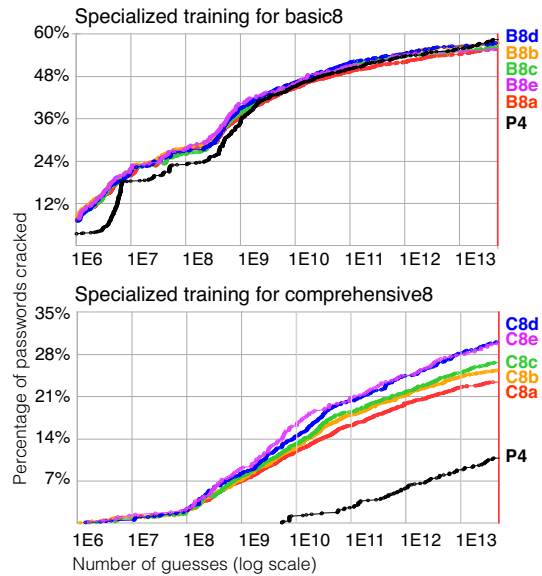 Specialized training for basic8
60%
48%
36%
24%
12%
1E6 1E7 1E8 1E9 1E10 1E11 1E12 1E13
B8d
B8b
B8c
B8e
B8a
P4
Percentage of passwords cracked
Specialized training for comprehensive8
35%
28%
21%
14%
7%
1E6 1E7 1E8 1E9 1E10 1E11 1E12 1E13
C8d
C8e
C8c
C8b
C8a
P4
Number of guesses (log scale)